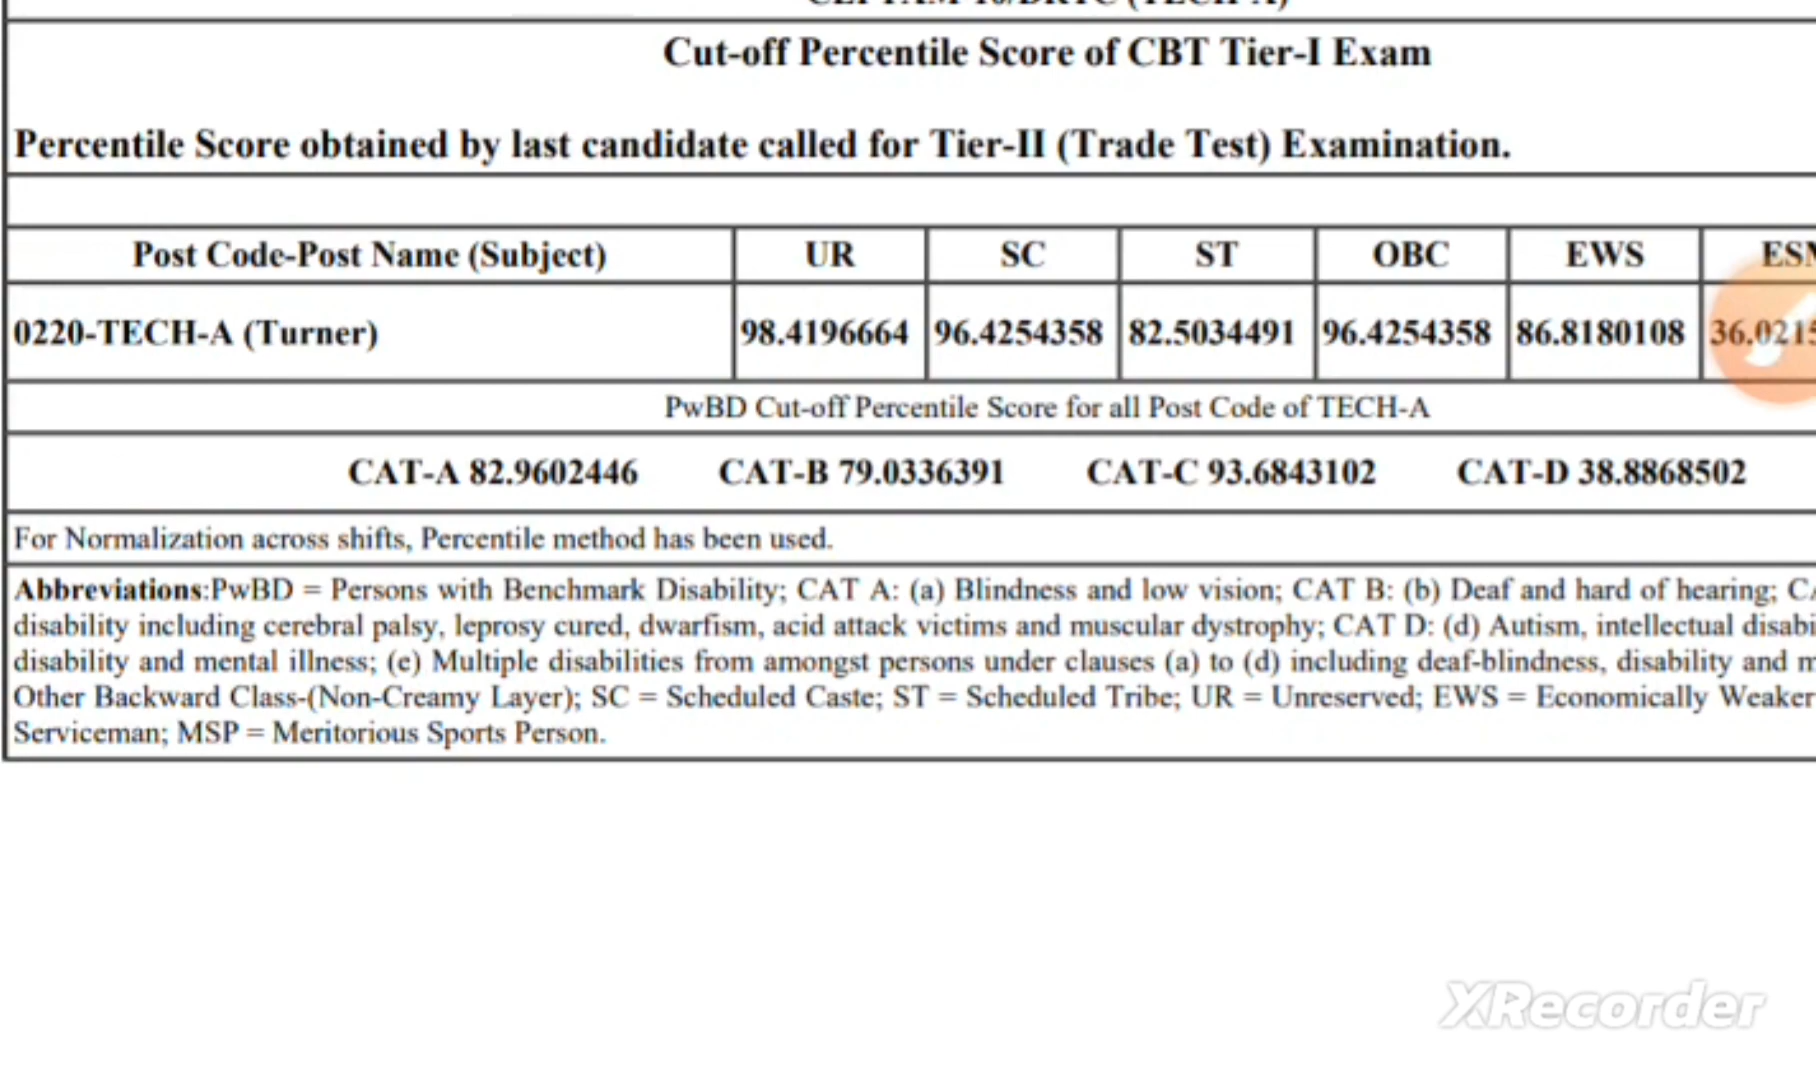 Cut-off Percentile Score of CBT Tier-I Exam
Percentile Score obtained by last candidate called for Tier-II (Trade Test) Examination.
Post Code-Post Name (Subject) UR SC ST OBC EWS
0220-TECH-A (Turner) 98.4196664 96.4254358 82.5034491 96.4254358 86.8180108 36.0215
PwBD Cut-off Percentile Score for all Post Code of TECH-A
CAT-A 82.9602446 CAT-B 79.0336391 CAT-C 93.6843102 CAT-D 38.8868502
For Normalization across shifts, Percentile method has been used.
Abbreviations:PwBD = Persons with Benchmark Disability; CAT A: (a) Blindness and low vision; CAT B: (b) Deaf and hard of hearing;
disability including cerebral palsy, leprosy cured, dwarfism, acid attack victims and muscular dystrophy; CAT D: (d) Autism, intellectual disabi
disability and mental illness; (e) Multiple disabilities from amongst persons under clauses (a) to (d) including deaf-blindness, disability and
Other Backward Class-(Non-Creamy Layer); SC = Scheduled Caste; ST = Scheduled Tribe; UR = Unreserved; EWS = Economically Weaker
Serviceman; MSP = Meritorious Sports Person.
XRecorder